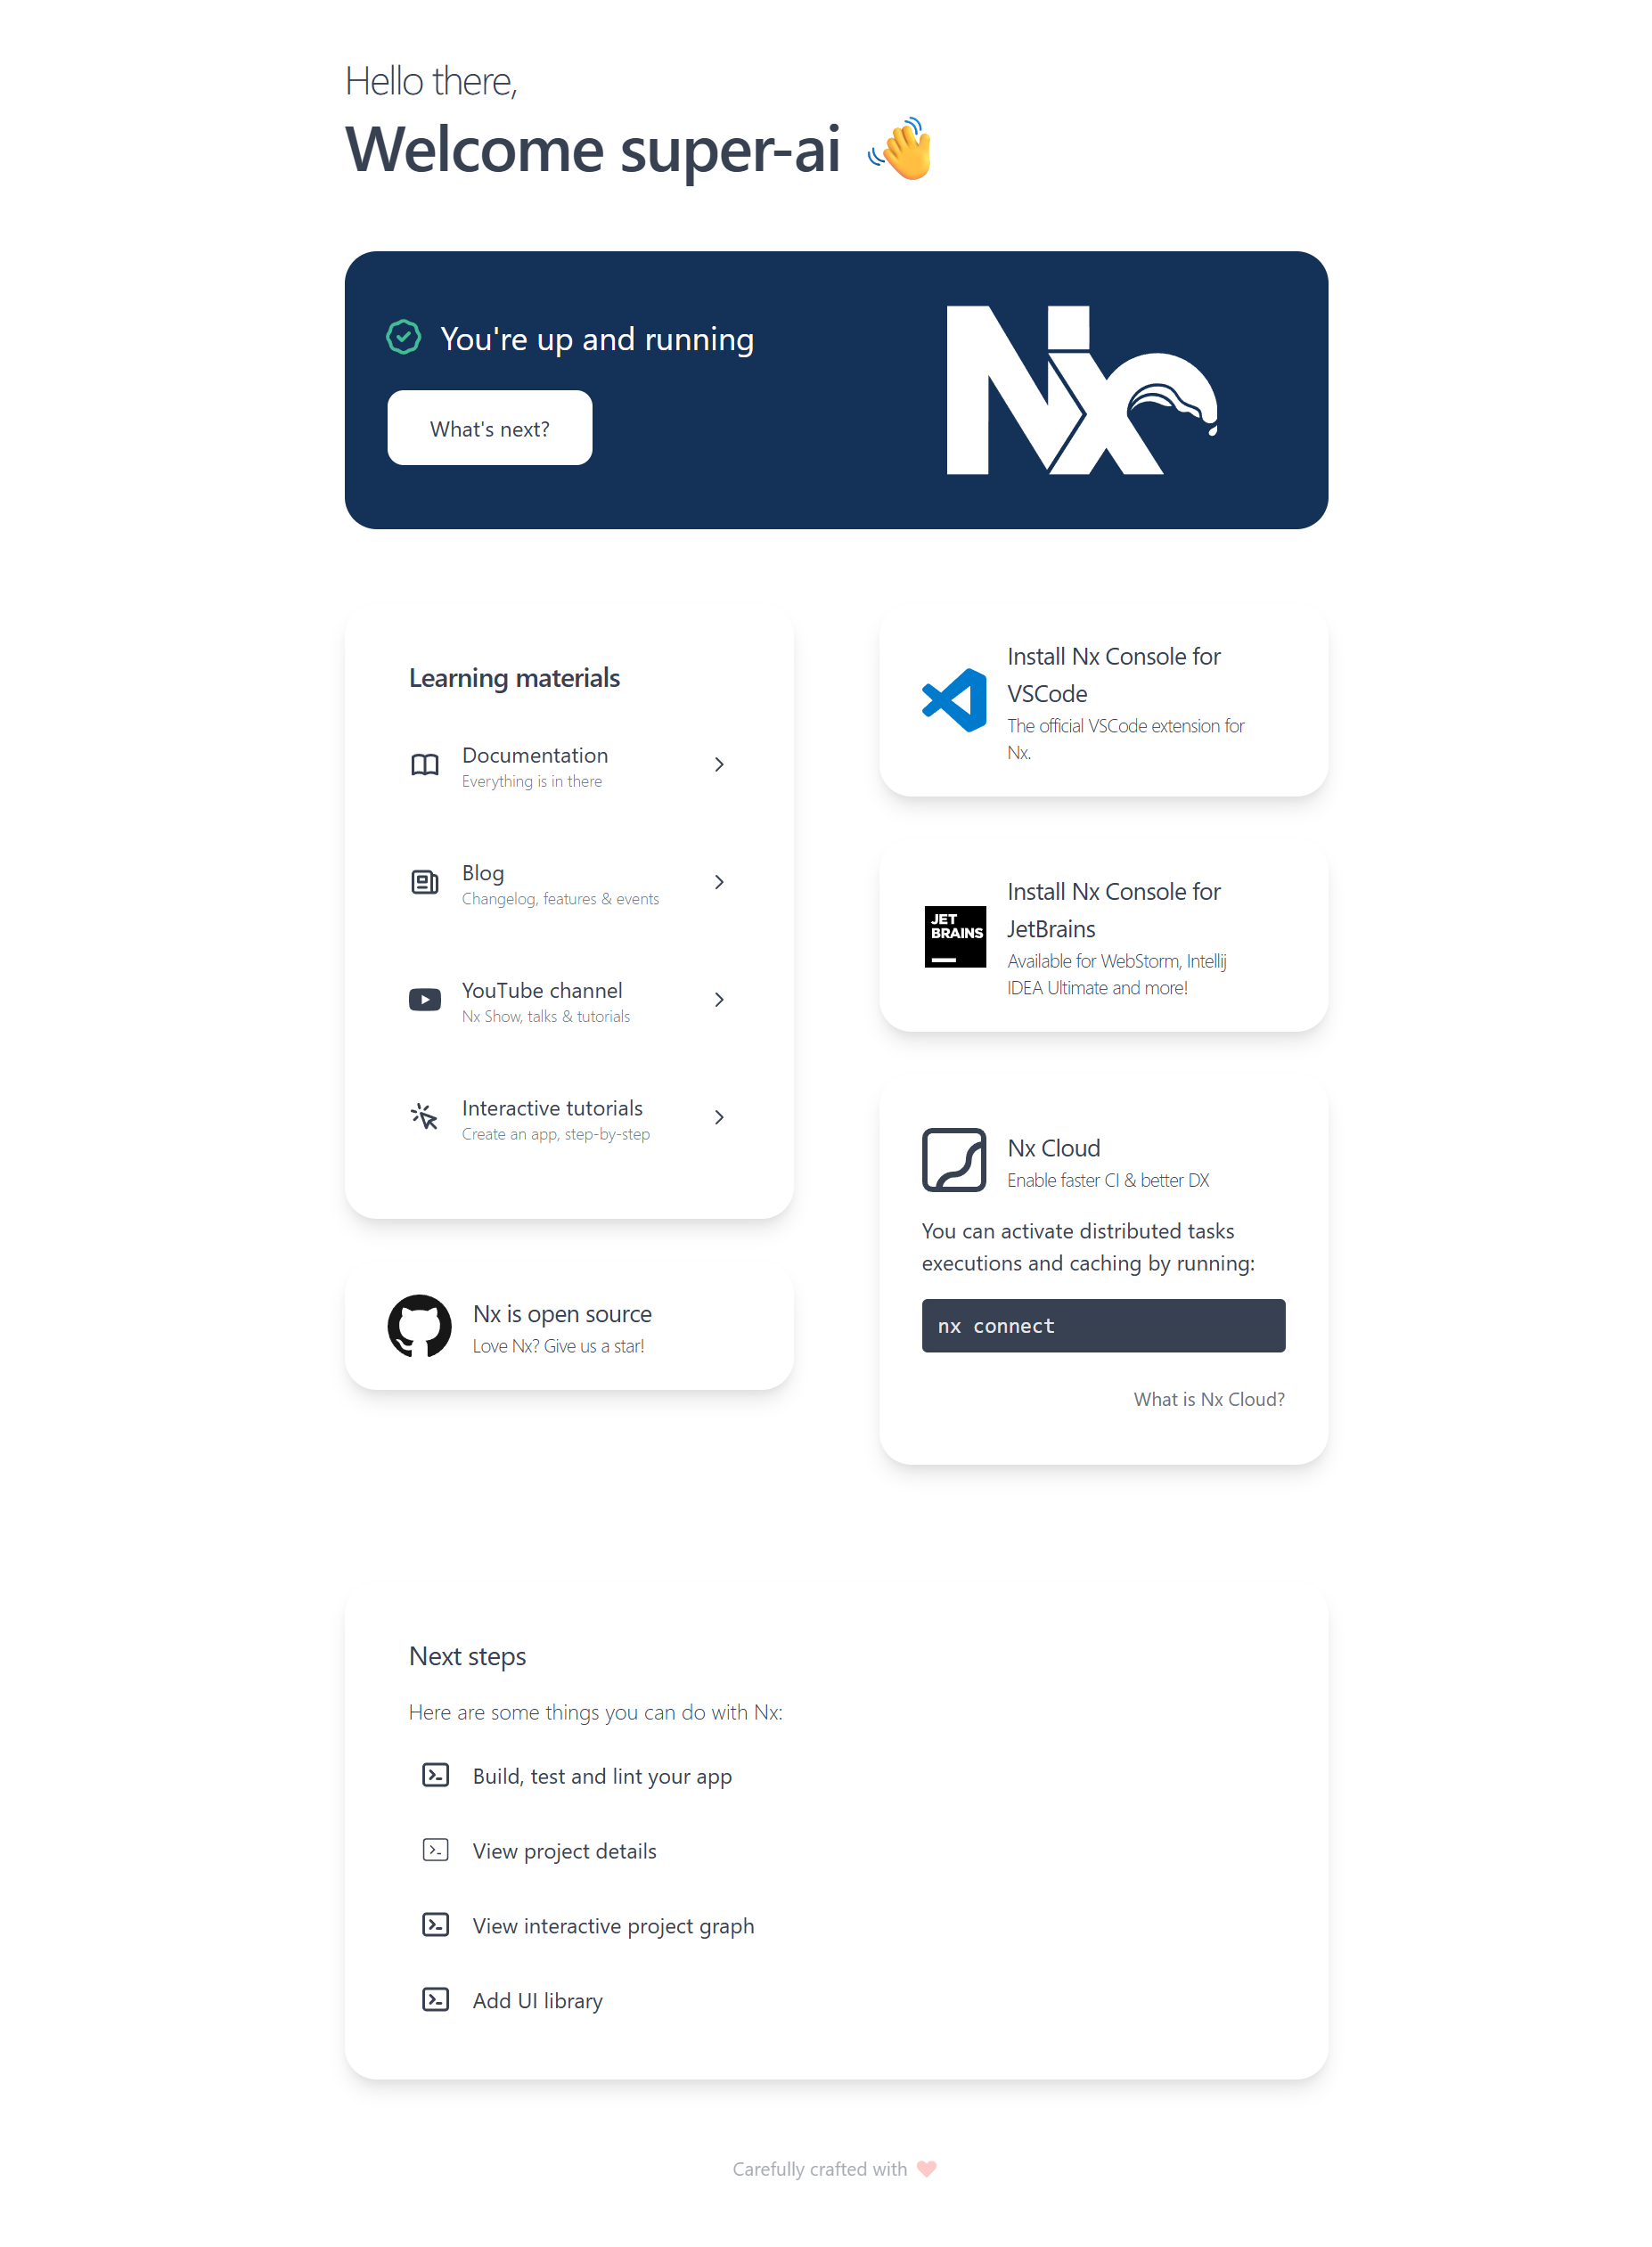 Hello there,
Welcome super-ai 👋
You're up and running
What's next?
Nx
Learning materials
Documentation
Everything is in there
Blog
Changelog, features & events
YouTube channel
Nx Show, talks & tutorials
Interactive tutorials
Create an app, step-by-step
Nx is open source
Love Nx? Give us a star!
Install Nx Console for
VSCode
The official VSCode extension for
Nx.
JET
BRAINS
Install Nx Console for
JetBrains
Available for WebStorm, Intellij
IDEA Ultimate and more!
Nx Cloud
Enable faster CI & better DX
You can activate distributed tasks
executions and caching by running:
nx connect
What is Nx Cloud?
Next steps
Here are some things you can do with Nx:
Build, test and lint your app
View project details
View interactive project graph
Add UI library
Carefully crafted with